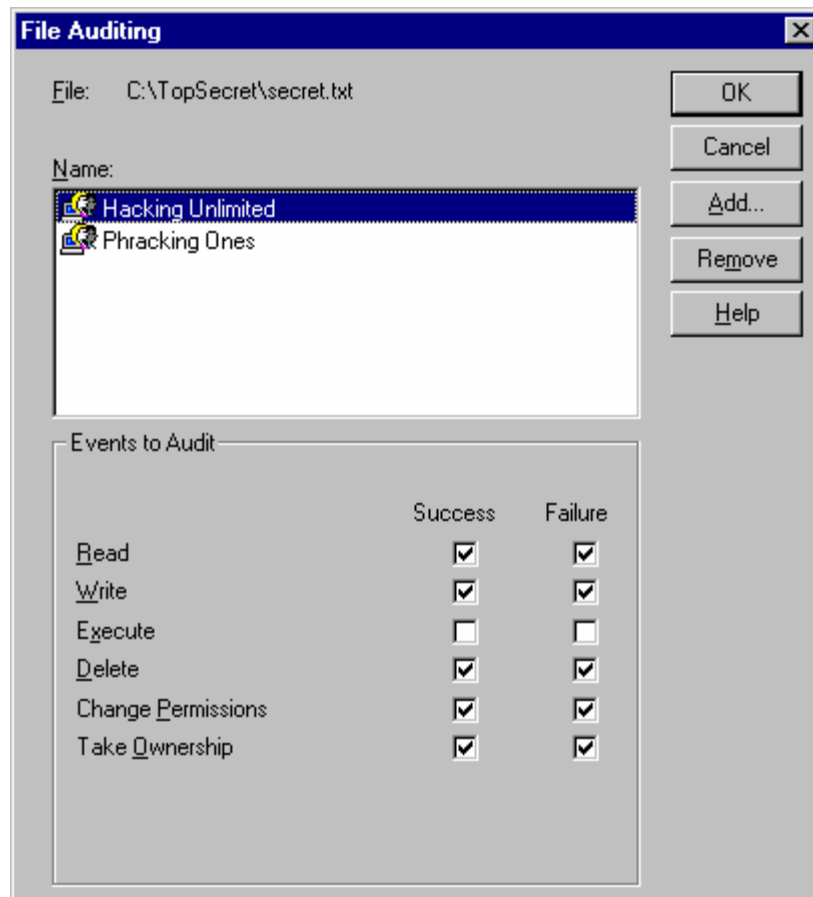 File Auditing
File: C:\TopSecret\secret.txt
OK
Cancel
Name:
Hacking Unlimited
Add...
Phracking Ones
Remove
Help
Events to Audit
Success Failure
Read
Write
Execute
Delete
Change Permissions
Take Ownership